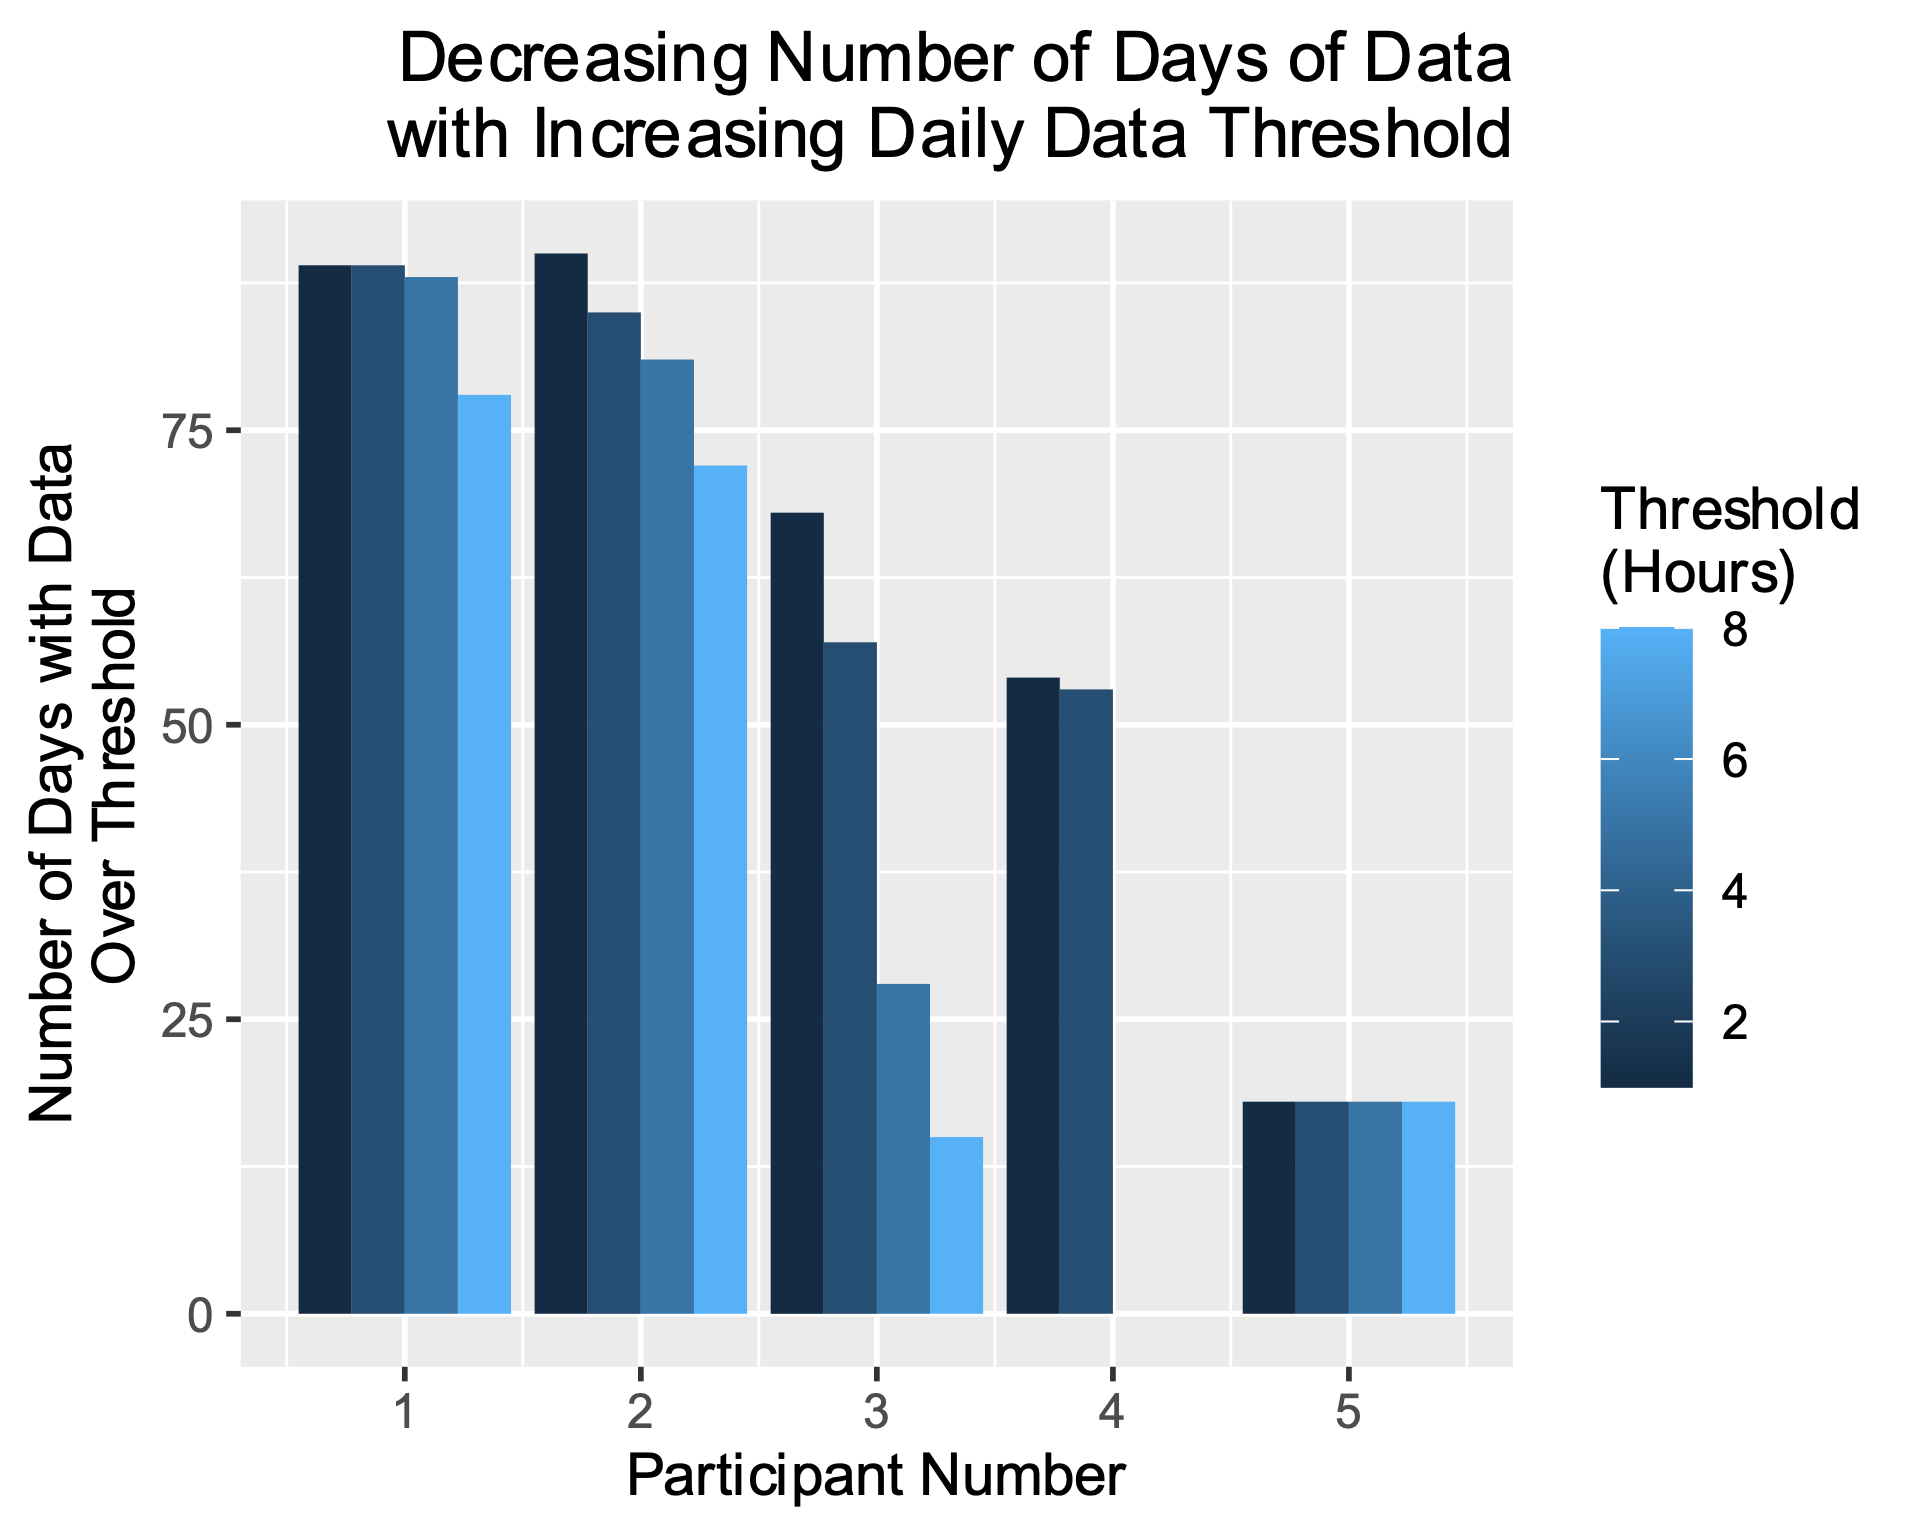 Decreasing Number of Days of Data
with Increasing Daily Data Threshold
Number of Days with Data
Over Threshold
75
50
25
0
1
2
3
4
5
Participant Number
Threshold
(Hours)
8
6
4
2